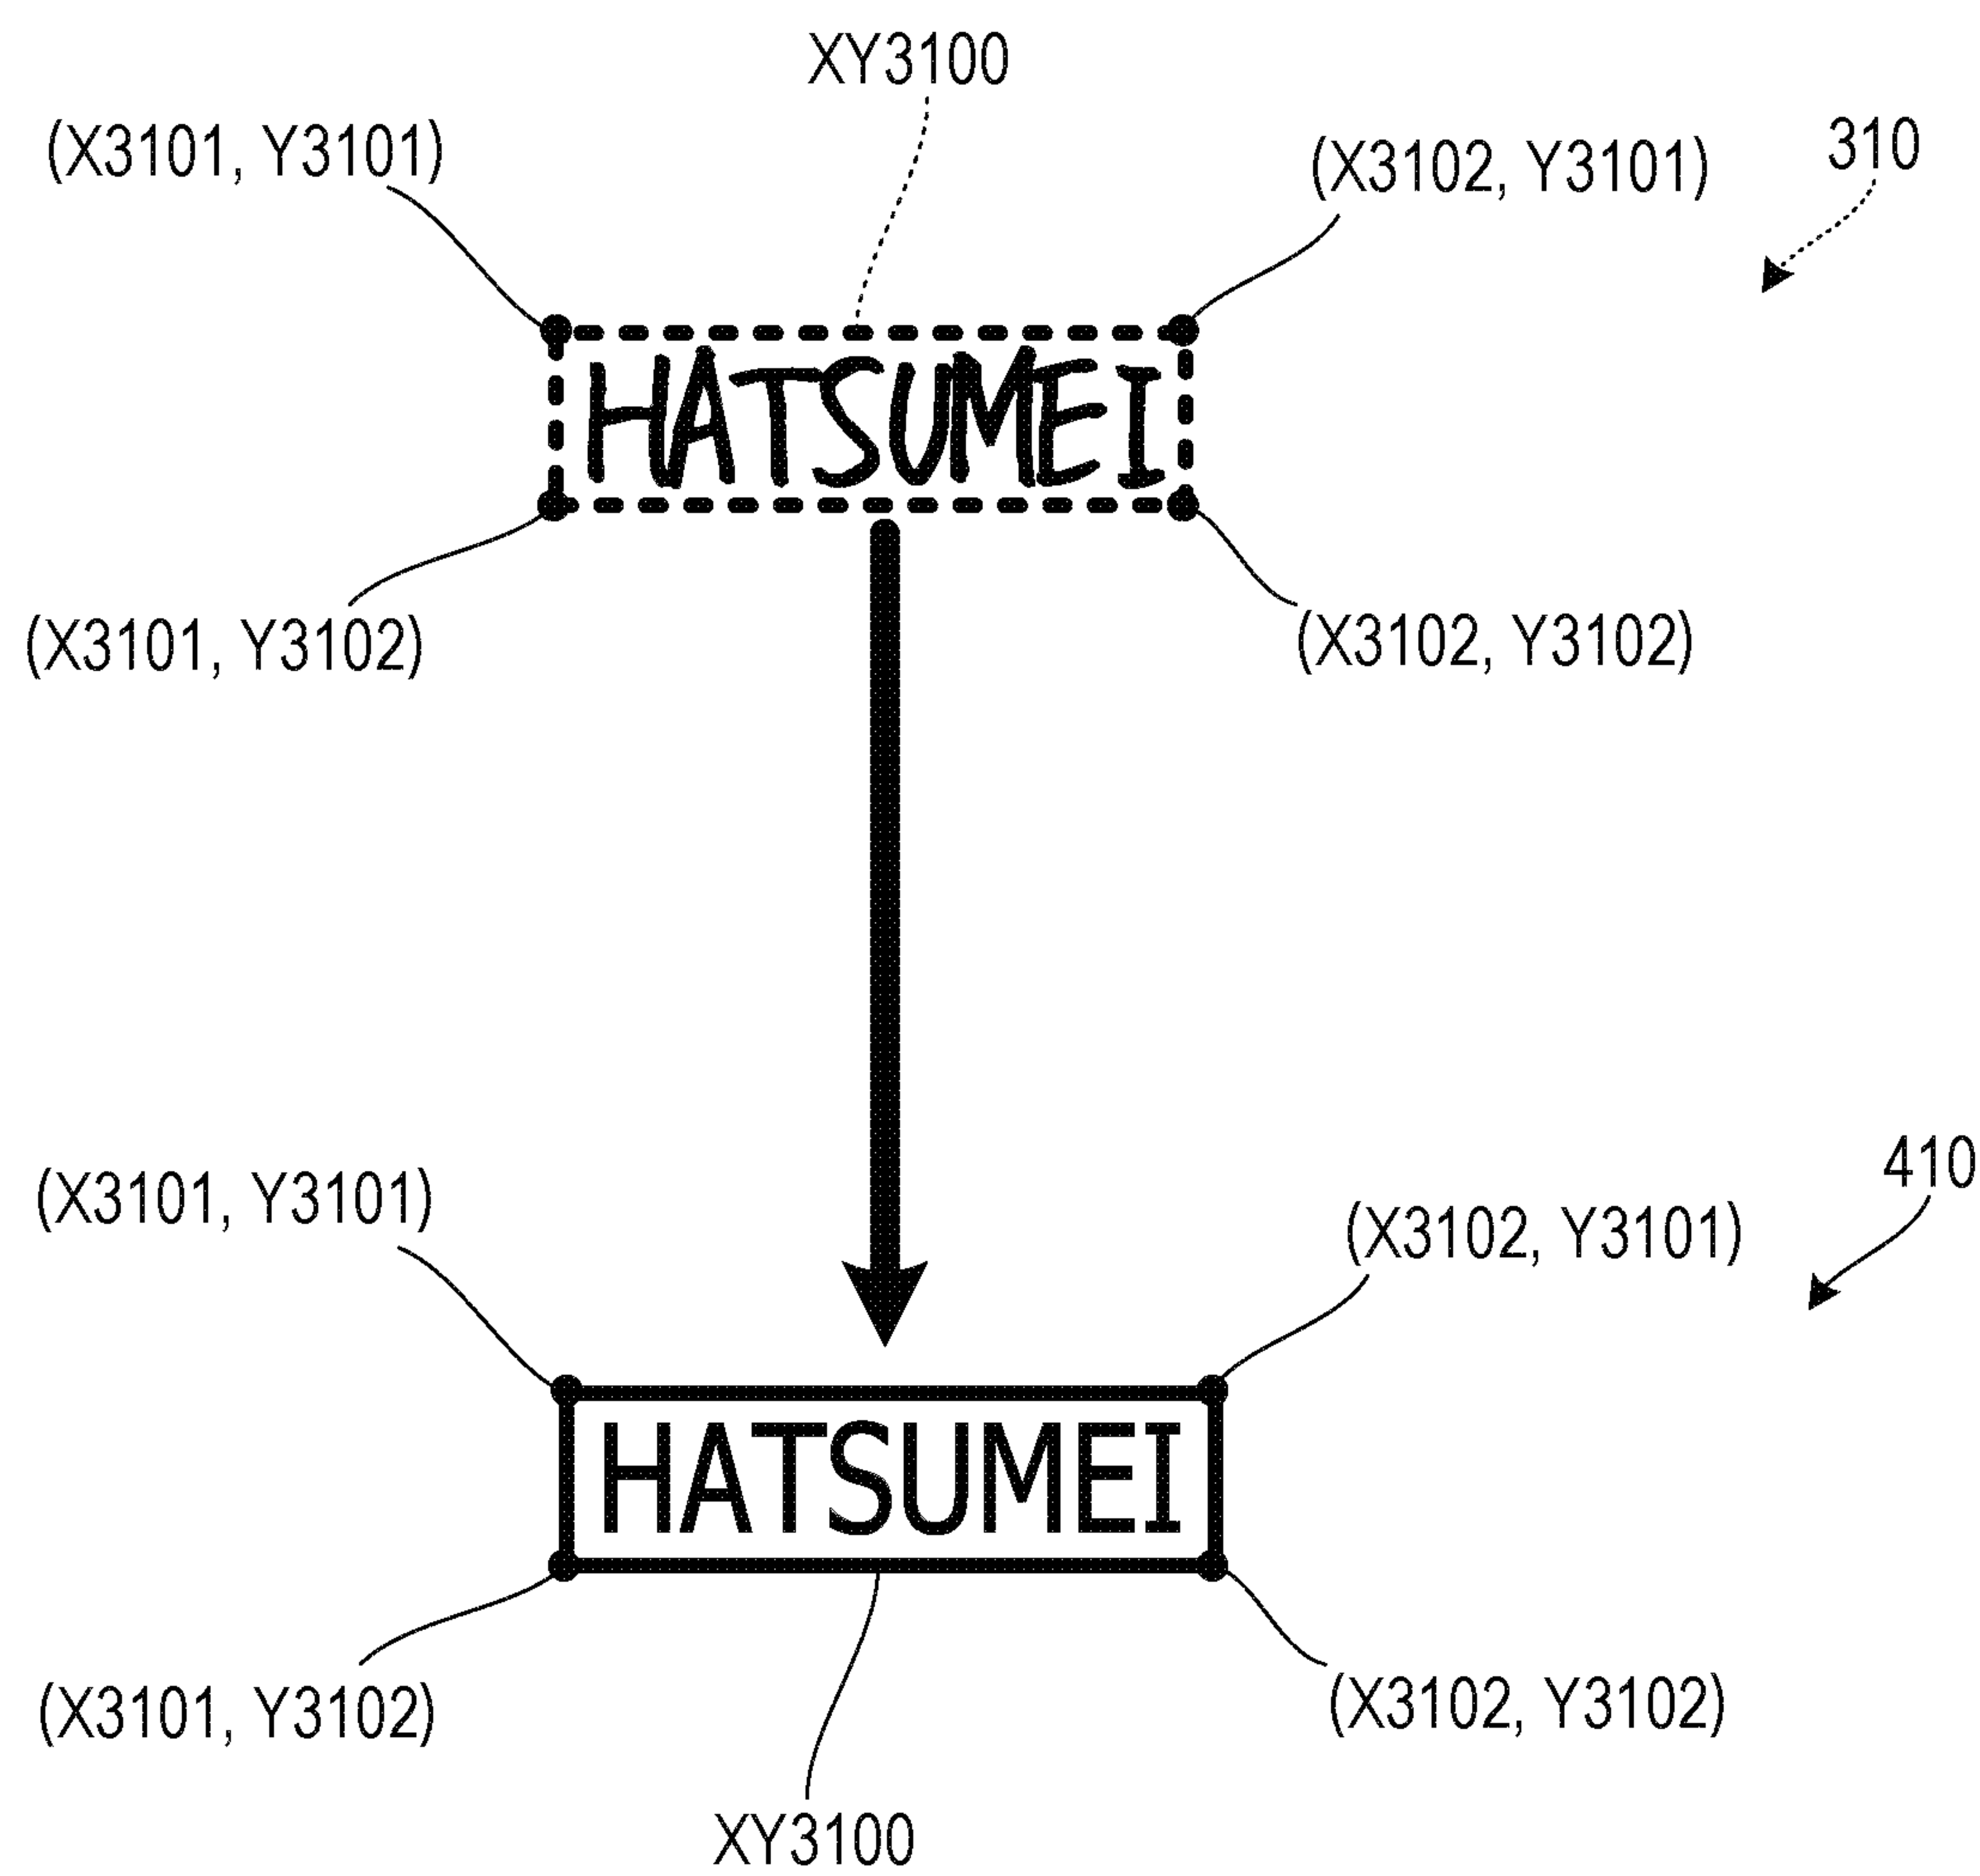 XY3100
(X3101, Y3101)
(X3102, Y3101)
310
HATSUMEI
(X3101, Y3102)
(X3102, Y3102)
(X3101, Y3101)
(X3102, Y3101)
410
HATSUMEI
(X3101, Y3102)
(X3102, Y3102)
XY3100